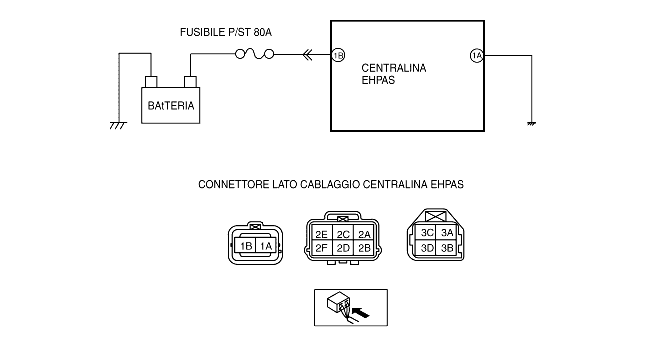 FUSIBILE P/ST 80A
1B
1A
CENTRALINA
EHPAS
BAtTERIA
CONNETTORE LATO CABLAGGIO CENTRALINA EHPAS
1B 1A
2E 2C 2A
2F 2D 2B
3C 3A
3D 3B